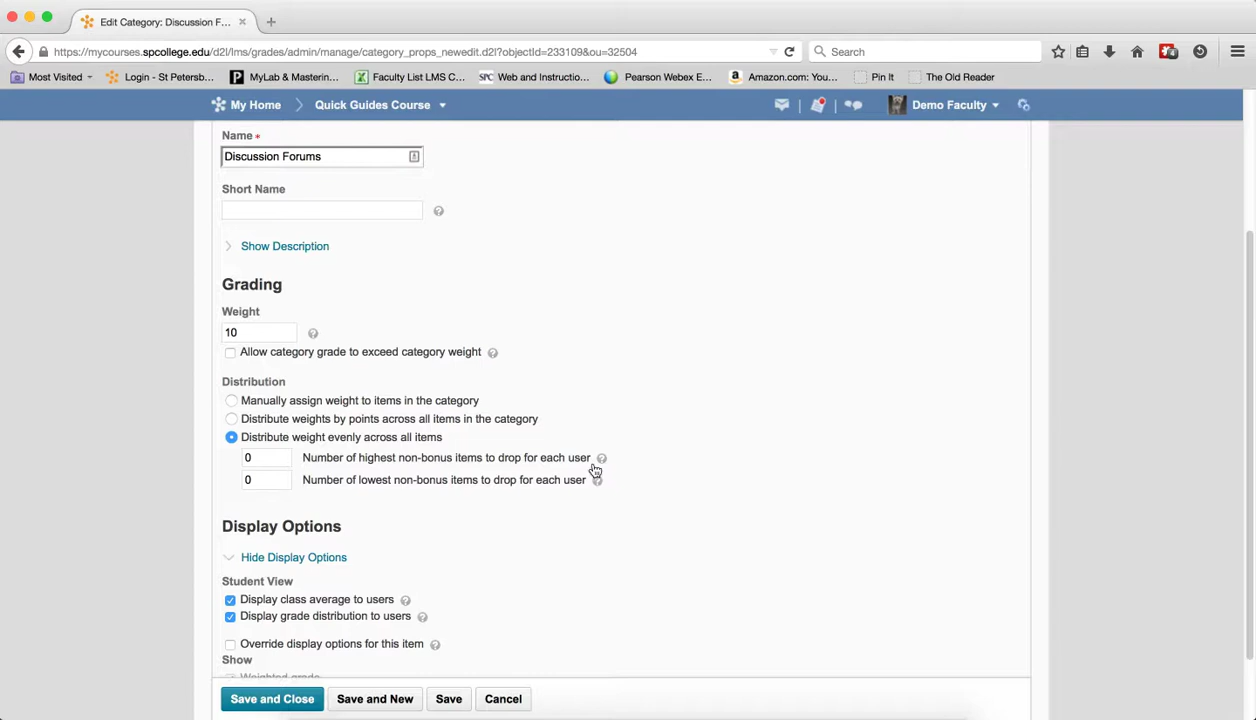 Edit Category: Discussion F...
https://mycourses.spcollege.edu/d2l/lms/grades/admin/manage/category_props_newedit.d2l?objectId=233109&ou=32504
Search
Most Visited
Login - St Petersb...
MyLab & Masterin...
Faculty List LMS C...
SPC Web and Instructio...
Pearson Webex E...
Amazon.com: You...
Pin It
The Old Reader
My Home
Quick Guides Course
Demo Faculty
Name *
Discussion Forums
Short Name
Show Description
Grading
Weight
10
Allow category grade to exceed category weight
Distribution
Manually assign weight to items in the category
Distribute weights by points across all items in the category
Distribute weight evenly across all items
0 Number of highest non-bonus items to drop for each user
0 Number of lowest non-bonus items to drop for each user
Display Options
Hide Display Options
Student View
Display class average to users
Display grade distribution to users
Override display options for this item
Show
Weighted grade
Save and Close
Save and New
Save
Cancel